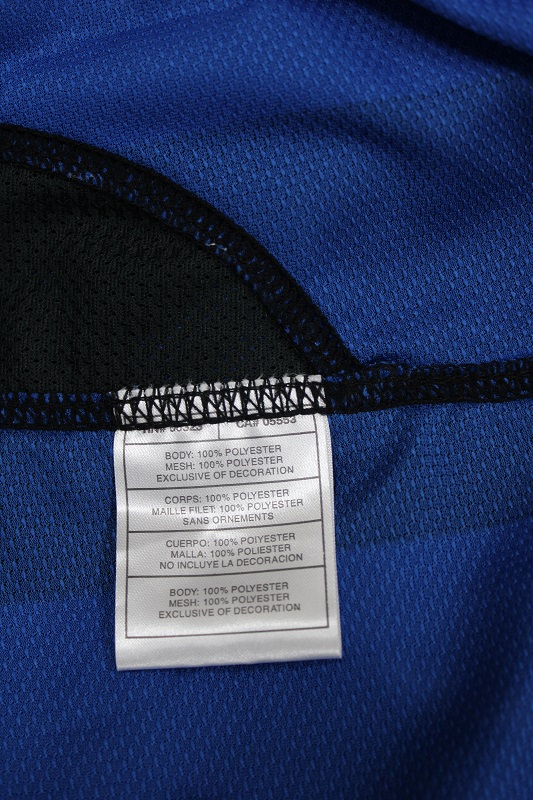 CA# 05553
BODY: 100% POLYESTER
MESH: 100% POLYESTER
EXCLUSIVE OF DECORATION
CORPS: 100% POLYESTER
MAILLE FILET: 100% POLYESTER
SANS ORNEMENTS
CUERPO: 100% POIYESTER
MALLA: 100% POLIESTER
NO INCLUYE LA DECORACION
BODY: 100% POLYESTER
MESH: 100% POLYESTER
EXCLUSIVE OF DECORATION